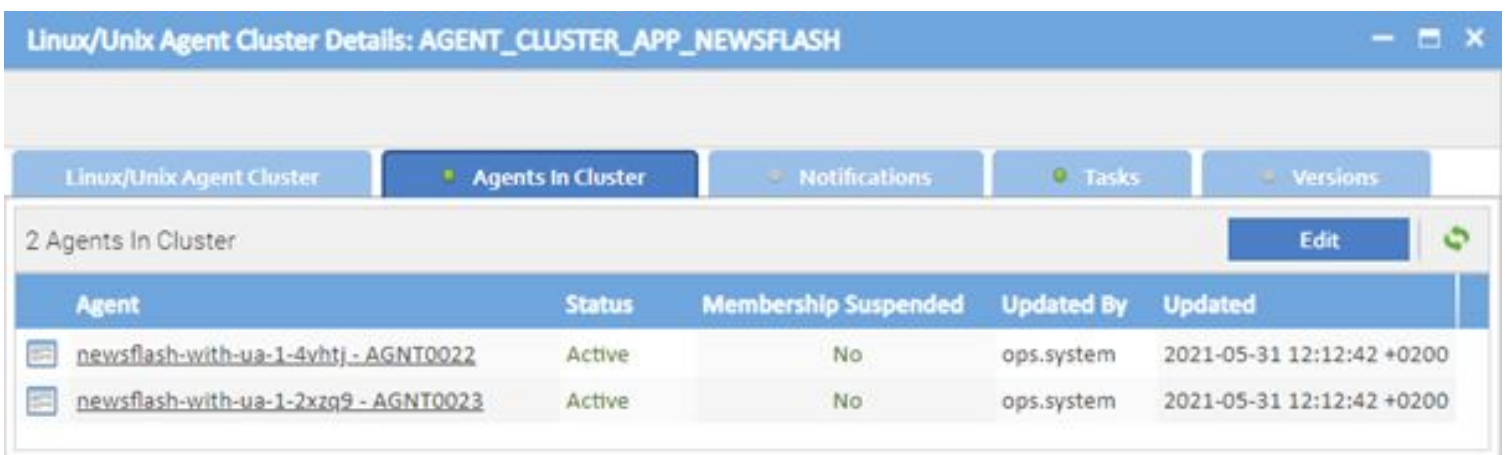 Linux/Unix Agent Cluster Details: AGENT_CLUSTER_APP_NEWSFLASH
Linux/Unix Agent Cluster Agents In Cluster Notifications Tasks Versions
2 Agents In Cluster Edit
Agent Status Membership Suspended Updated By Updated
newsflash-with-ua-1-4vhtj - AGNT0022 Active No ops.system 2021-05-31 12:12:42 +0200
newsflash-with-ua-1-2xzq9 - AGNT0023 Active No ops.system 2021-05-31 12:12:42 +0200